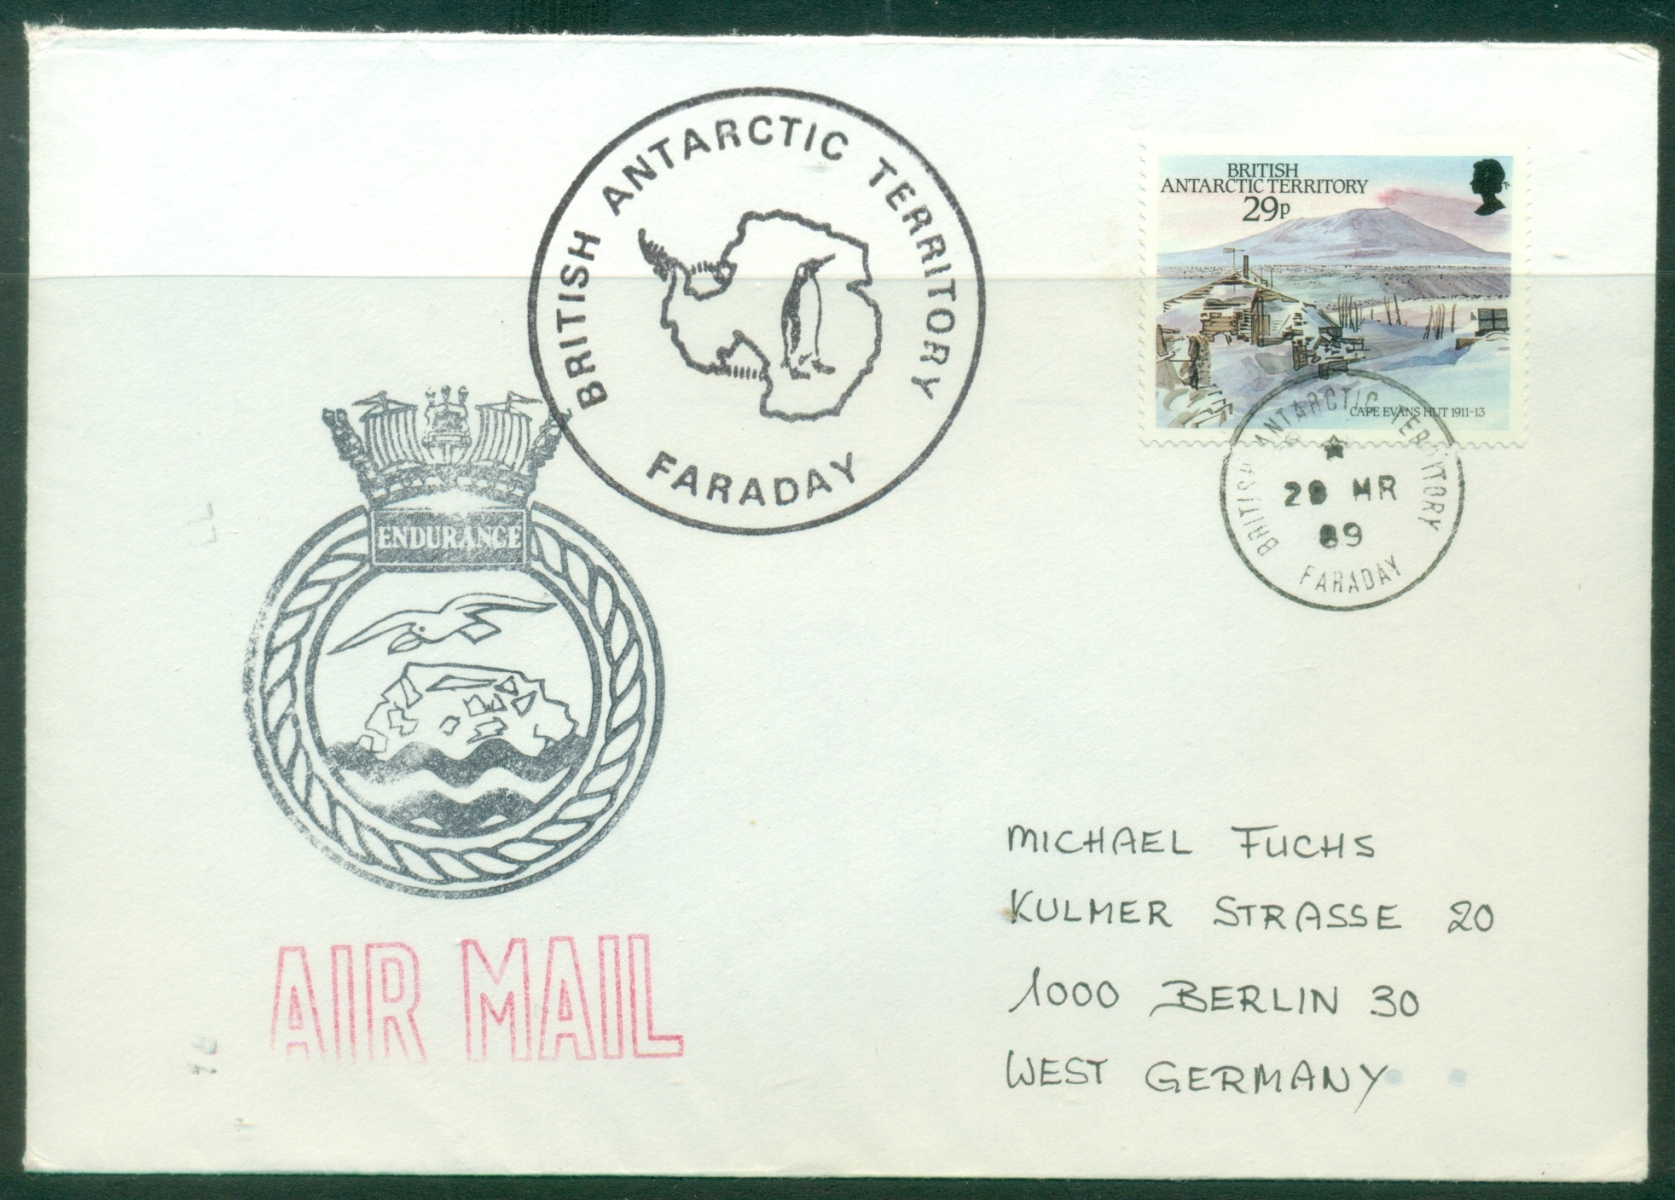 BRITISH ANTARCTIC TERRITORY
FARADAY
BRITISH
ANTARCTIC TERRITORY
29p
CAPE EVANS HUT 1911-13
BRITISH ANTARCTIC TERRITORY
MR
89
FARADAY
ENDURANCE
AIR MAIL
MICHAEL FUCHS
KULMER STRASSE 20
1000 BERLIN 30
WEST GERMANY